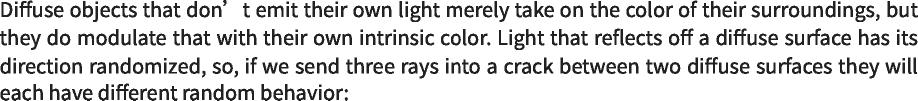 Diffuse objects that don’t emit their own light merely take on the color of their surroundings, but
they do modulate that with their own intrinsic color. Light that reflects off a diffuse surface has its
direction randomized, so, if we send three rays into a crack between two diffuse surfaces they will
each have different random behavior: